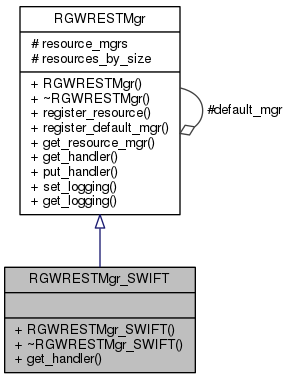 RGWRESTMgr
# resource_mgrs
# resources_by_size
+ RGWRESTMgr()
+ ~RGWRESTMgr()
+ register_resource()
+ register_default_mgr()
+ get_resource_mgr()
+ get_handler()
+ put_handler()
+ set_logging()
+ get_logging()
#default_mgr
RGWRESTMgr_SWIFT
+ RGWRESTMgr_SWIFT()
+ ~RGWRESTMgr_SWIFT()
+ get_handler()